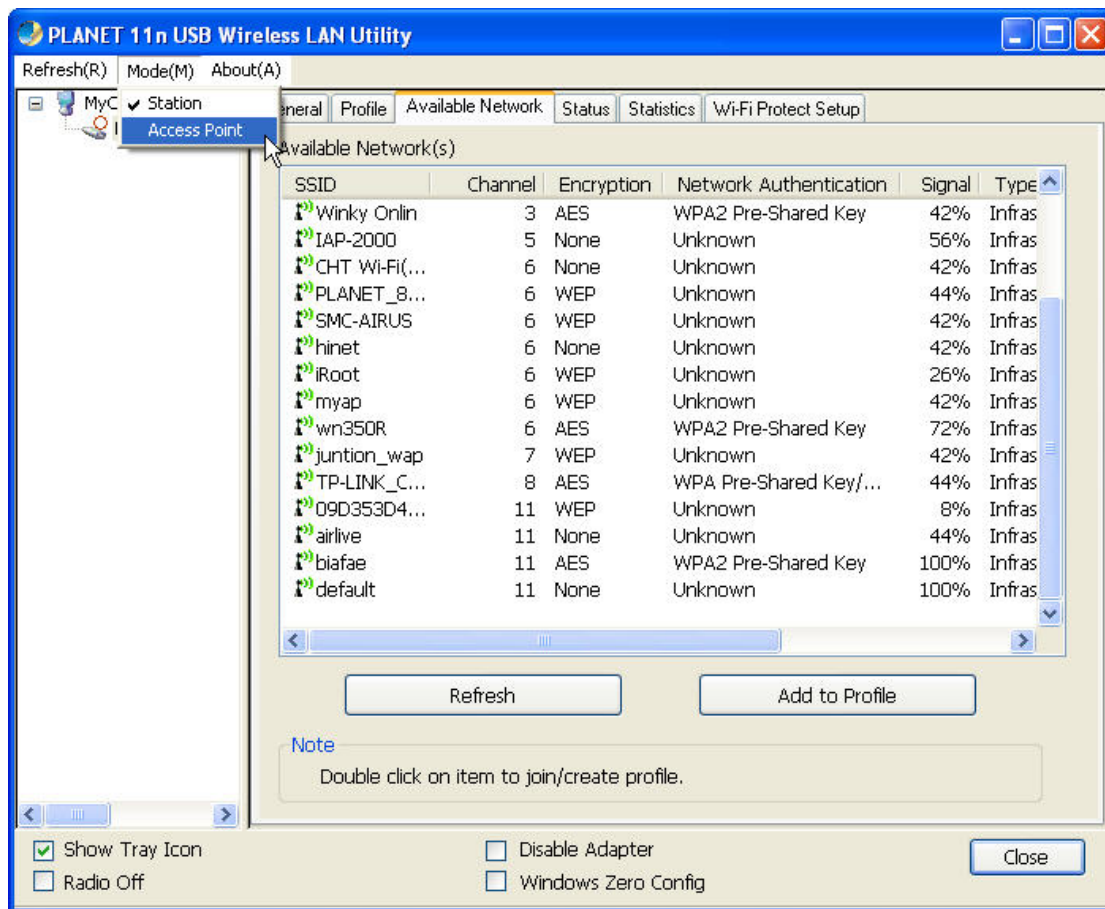 PLANET 11n USB Wireless LAN Utility
Refresh(R) Mode(M) About(A)
Station
Access Point
MyC
eneral Profile Available Network Status Statistics Wi-Fi Protect Setup
Available Network(s)
SSID Channel Encryption Network Authentication Signal Type
Winky Onlin 3 AES WPA2 Pre-Shared Key 42% Infras
IAP-2000 5 None Unknown 56% Infras
CHT Wi-Fi(... 6 None Unknown 42% Infras
PLANET_8... 6 WEP Unknown 44% Infras
SMC-AIRUS 6 WEP Unknown 42% Infras
hinet 6 None Unknown 42% Infras
iRoot 6 WEP Unknown 26% Infras
myap 6 WEP Unknown 42% Infras
wn350R 6 AES WPA2 Pre-Shared Key 72% Infras
juntion_wap 7 WEP Unknown 42% Infras
TP-LINK_C... 8 AES WPA Pre-Shared Key/... 44% Infras
09D353D4... 11 WEP Unknown 8% Infras
airlive 11 None Unknown 44% Infras
biafae 11 AES WPA2 Pre-Shared Key 100% Infras
default 11 None Unknown 100% Infras
Refresh Add to Profile
Note
Double click on item to join/create profile.
Show Tray Icon Disable Adapter Close
Radio Off Windows Zero Config